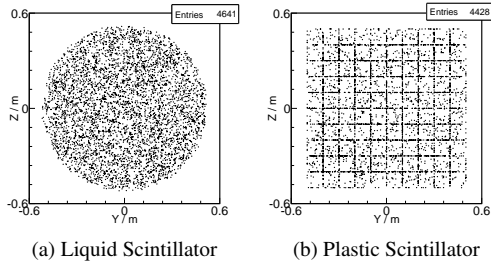 Entries 4641
0.6
Z / m
0
-0.6
-0.6
0
0.6
Y / m
(a) Liquid Scintillator
Entries 4428
0.6
Z / m
0
-0.6
-0.6
0
0.6
Y / m
(b) Plastic Scintillator